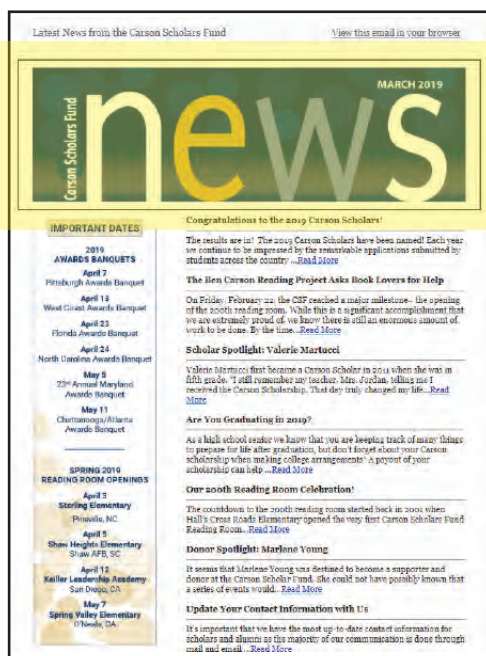 Latest News from the Carson Scholars Fund
View this email in your browser
Carson Scholars Fund
news
MARCH 2019
IMPORTANT DATES
2019
AWARDS BANQUETS
April 7
Pittsburgh Awards Banquet
April 13
West Coast Awards Banquet
April 23
Florida Awards Banquet
April 24
North Carolina Awards Banquet
May 5
23rd Annual Maryland
Awards Banquet
May 11
Chattanooga/Atlanta
Awards Banquet
SPRING 2019
READING ROOM OPENINGS
April 3
Sterling Elementary
Pineville, NC
April 5
Shaw Heights Elementary
Shaw AFB, SC
April 12
Keiller Leadership Academy
San Diego, CA
May 7
Spring Valley Elementary
O'Neals, CA
Congratulations to the 2019 Carson Scholars!
The results are in! The 2019 Carson Scholars have been named! Each year
we continue to be impressed by the remarkable applications submitted by
students across the country ...Read More
The Ben Carson Reading Project Asks Book Lovers for Help
On Friday, February 22, the CSF reached a major milestone– the opening
of the 200th reading room. While this is a significant accomplishment that
we are extremely proud of, we know there is still an enormous amount of
work to be done. By the time...Read More
Scholar Spotlight: Valerie Martucci
Valerie Martucci first became a Carson Scholar in 2011 when she was in
fifth grade. "I still remember my teacher, Mrs. Jordan, telling me I
received the Carson Scholarship. That day truly changed my life...Read
More
Are You Graduating in 2019?
As a high school senior we know that you are keeping track of many things
to prepare for life after graduation, but don't forget about your Carson
scholarship when making college arrangements! A payout of your
scholarship can help ...Read More
Our 200th Reading Room Celebration!
The countdown to the 200th reading room started back in 2001 when
Hall's Cross Roads Elementary opened the very first Carson Scholars Fund
Reading Room...Read More
Donor Spotlight: Marlene Young
It seems that Marlene Young was destined to become a supporter and
donor at the Carson Scholar Fund. She could not have possibly known that
a series of events would...Read More
Update Your Contact Information with Us
It's important that we have the most up-to-date contact information for
scholars and alumni as the majority of our communication is done through
mail and email ...Read More